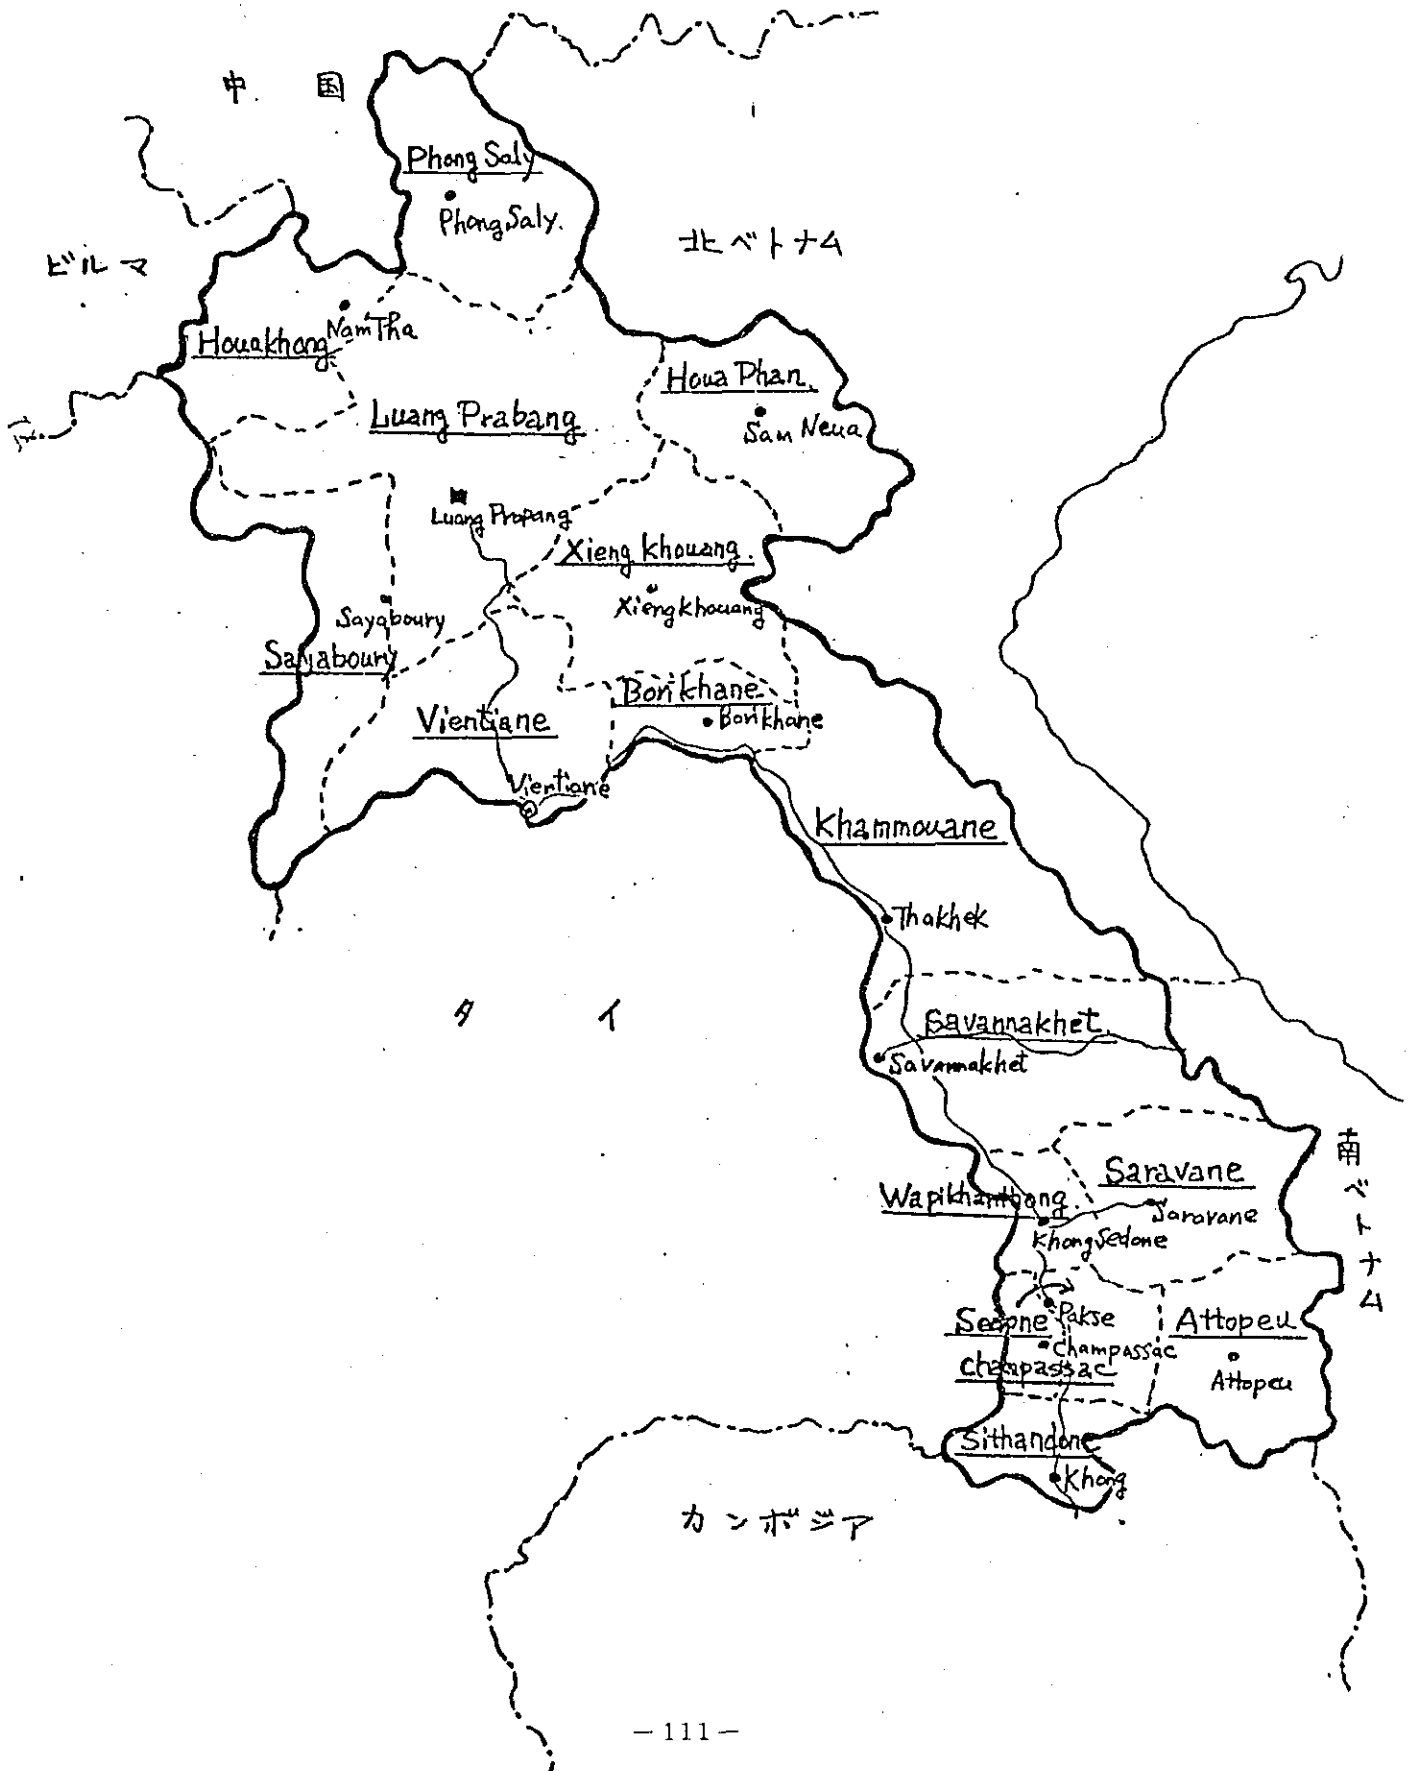 中国
Phong Saly
Phong Saly.
北ベトナム
ビルマ
Nam Tha
Houakhong
Houa Phan.
Sam Neua
Luang Prabang
Luang Propang
Xieng khouang.
Xiengkhouang
Sayaboury
Sayaboury
Borikhane
Borikhane
Vientiane
Vientiane
Khammouane
Thakhek
タイ
Savannakhet.
Savannakhet
南ベトナム
Saravane
Saravane
Wapikhamthong.
Khong Sedone
Pakse
Sedone
Champassac
champassac
Attopeu
Attopeu
Sithandone
Khong
カンボジア
-111-